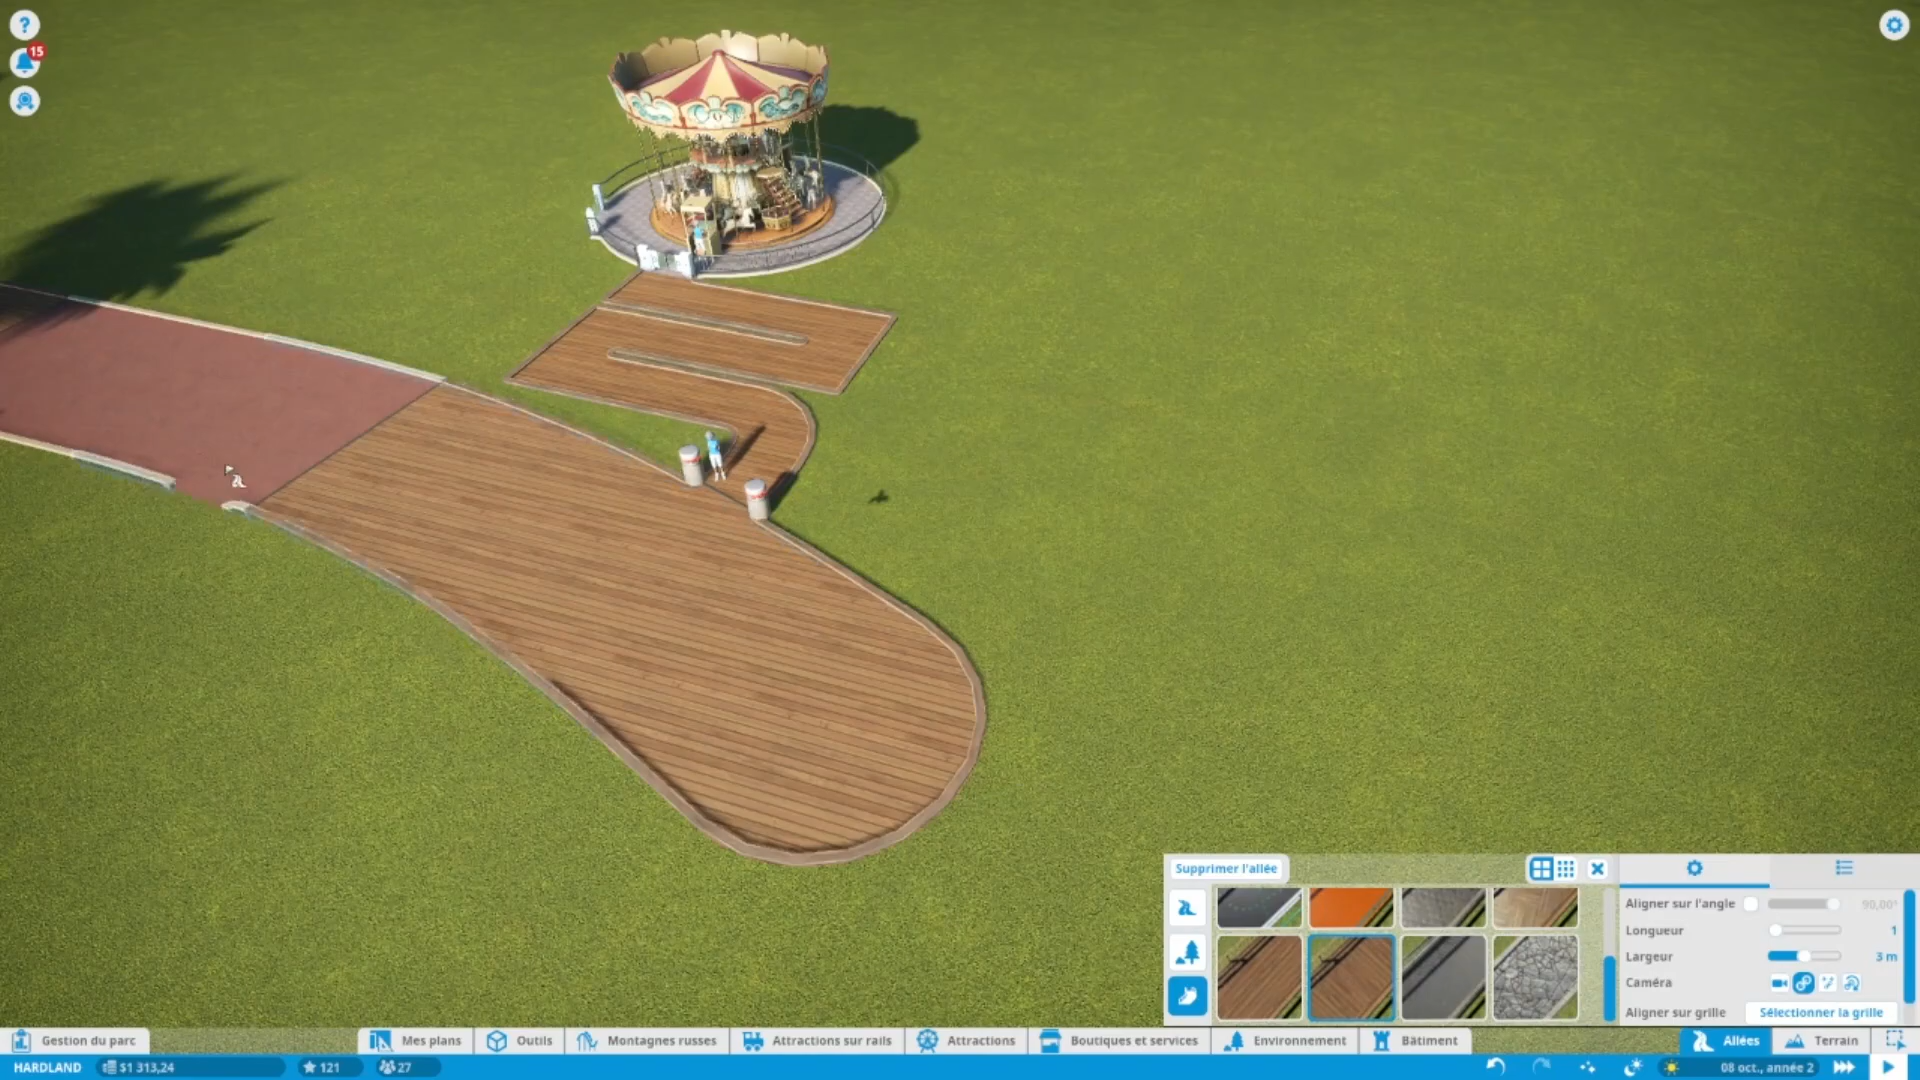 ?
15
Supprimer l'allée
Aligner sur l'angle 90,00°
Longueur 1
Largeur 3 m
Caméra
Aligner sur grille Sélectionner la grille
Gestion du parc Mes plans Outils Montagnes russes Attractions sur rails Attractions Boutiques et services Environnement Bâtiment Allées Terrain
HARDLAND $1 313,24 121 27 08 oct., année 2